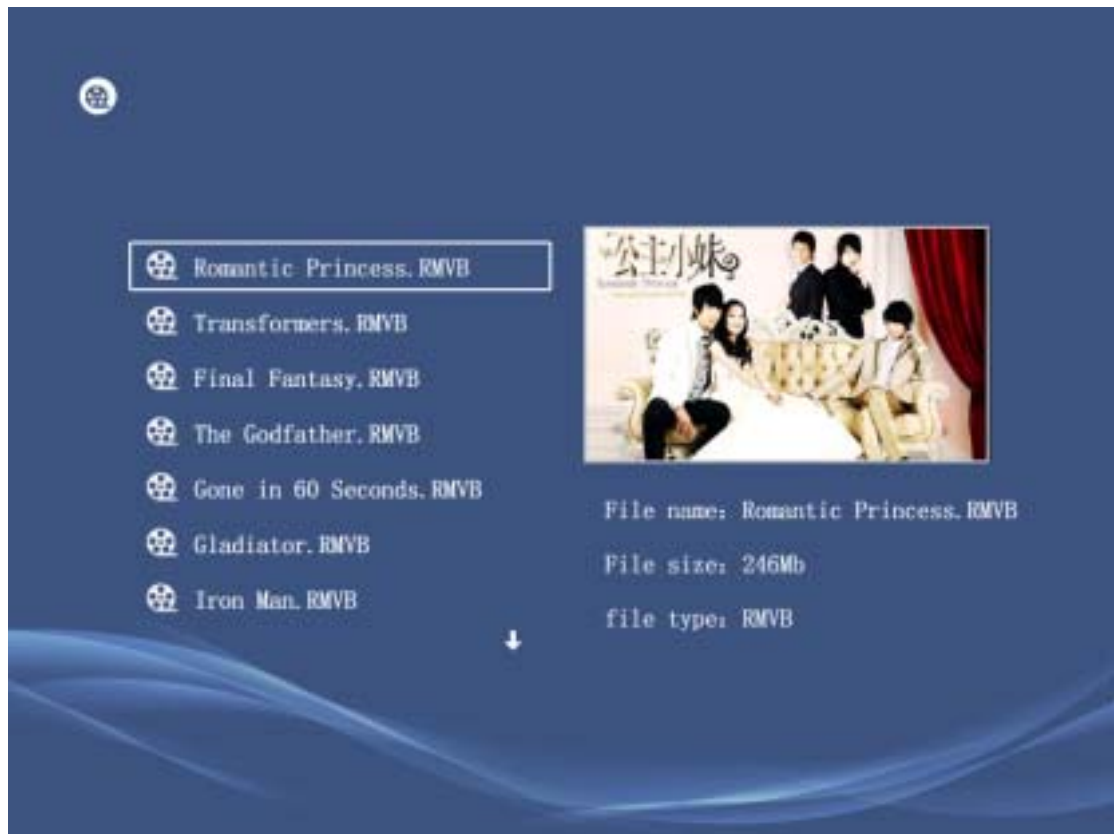 Romantic Princess.RMVB
Transformers.RMVB
Final Fantasy.RMVB
The Godfather.RMVB
Gone in 60 Seconds.RMVB
Gladiator.RMVB
Iron Man.RMVB
公主小妹
File name: Romantic Princess.RMVB
File size: 246Mb
file type: RMVB